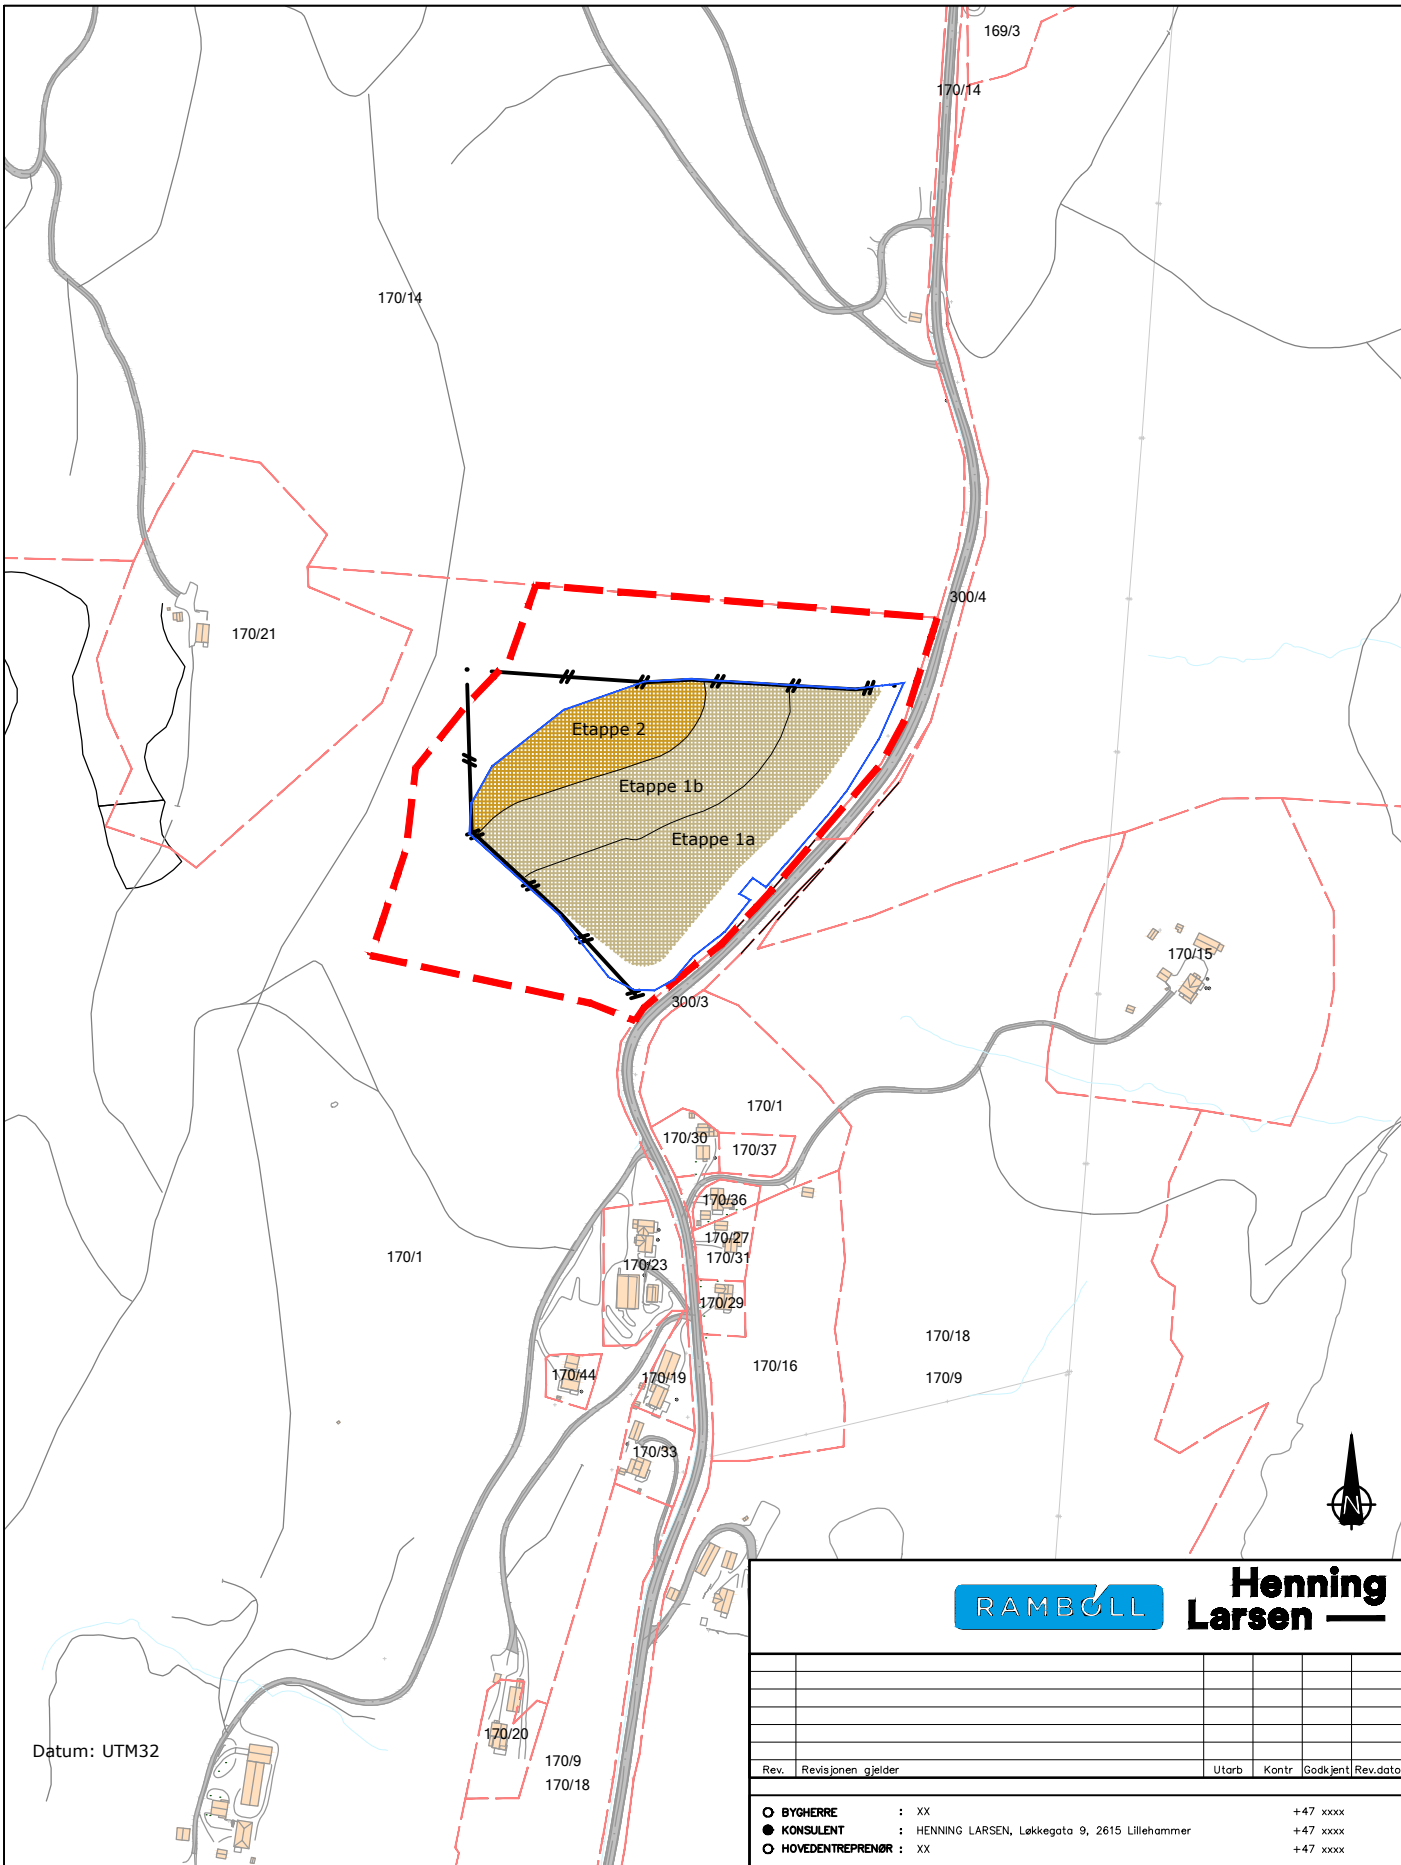 169/3
170/14
170/14
300/4
170/21
Etappe 2
Etappe 1b
Etappe 1a
170/15
300/3
170/1
170/30
170/37
170/36
170/27
170/1
170/31
170/23
170/29
170/18
170/16
170/44
170/19
170/9
170/33
N
RAMBOLL
Henning
Larsen
170/20
Datum: UTM32
170/9
170/18
Rev. Revisjonen gjelder Utarb Kontr Godkjent Rev.dato
BYGHERRE : XX +47 xxxx
KONSULENT : HENNING LARSEN, Løkkegata 9, 2615 Lillehammer +47 xxxx
HOVEDENTREPRENØR : XX +47 xxxx